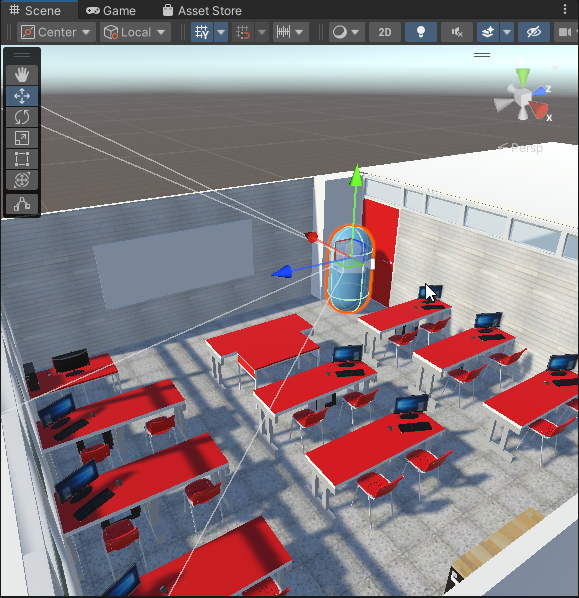 Scene Game Asset Store
Center Local 2D
y
z
x
Persp